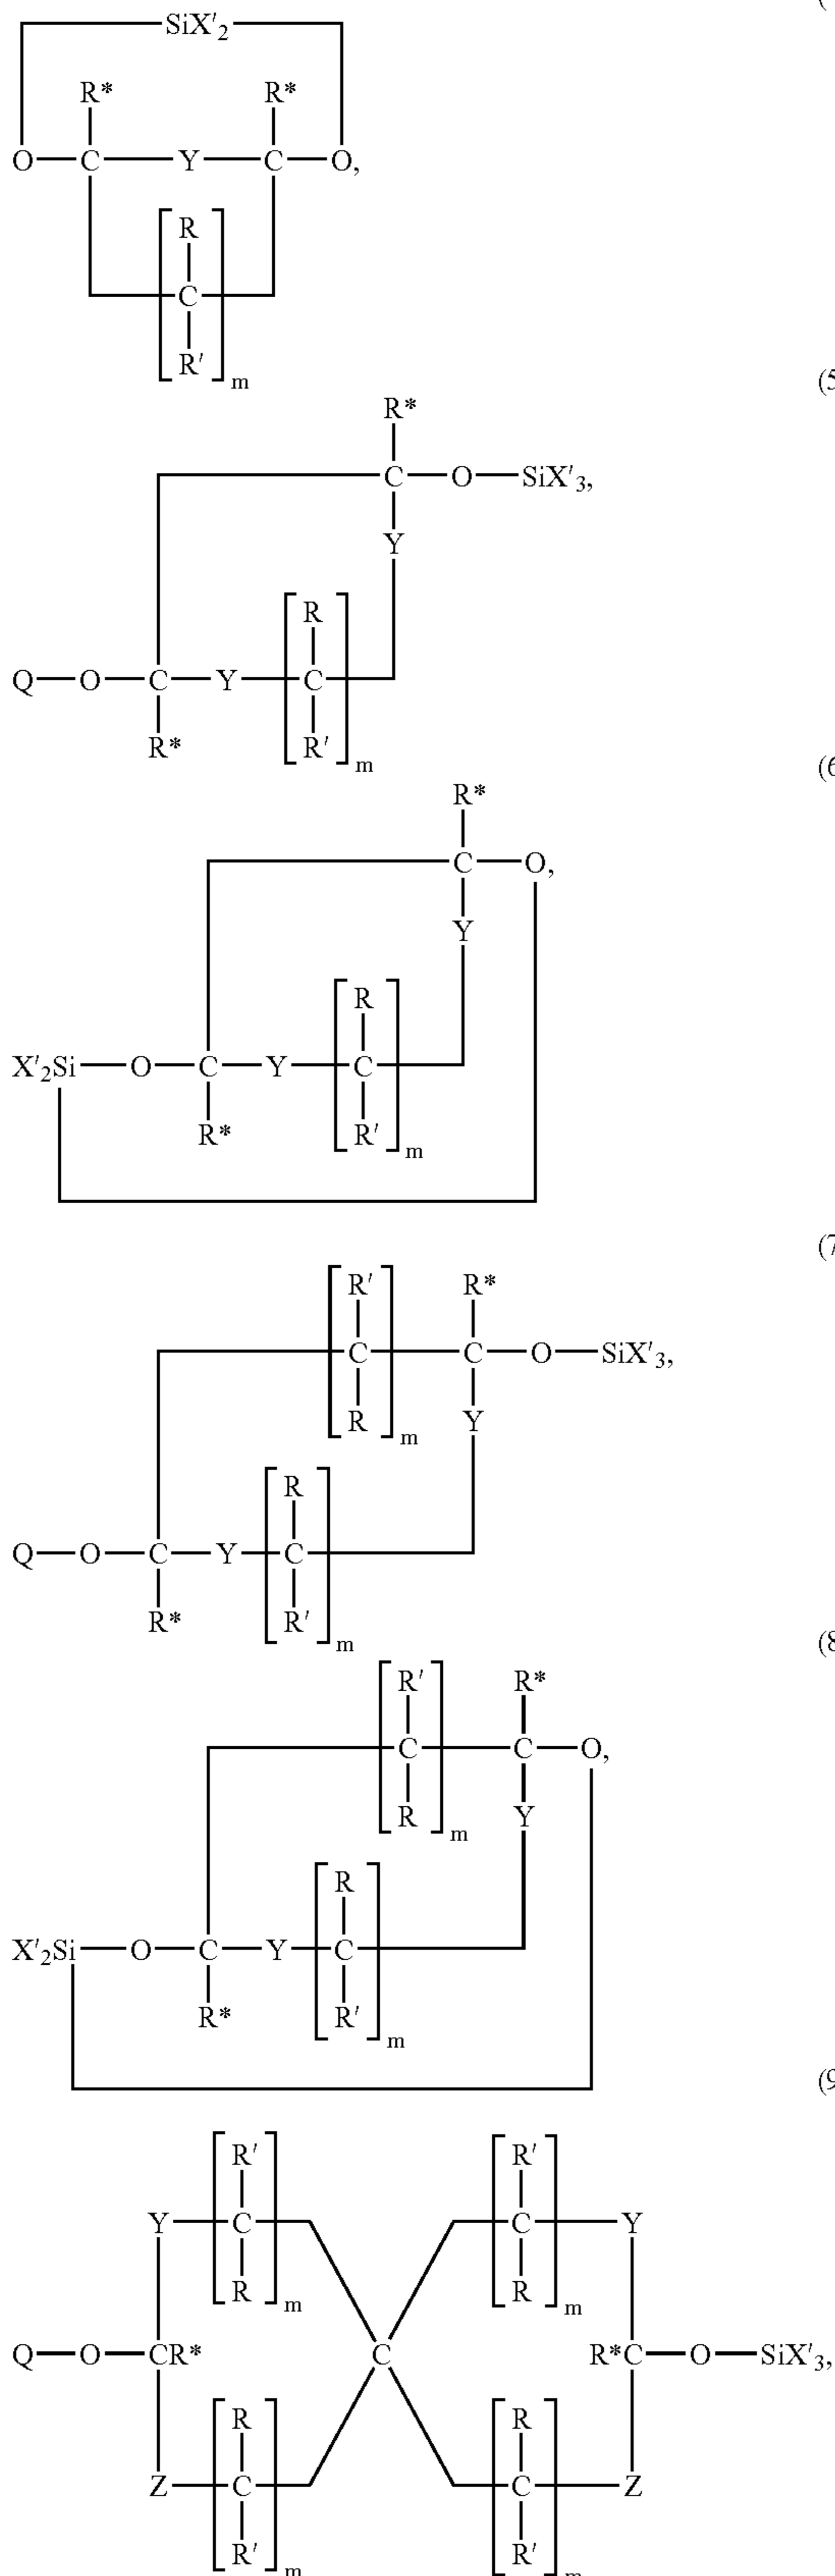 (
SiX'2
R* R*
O C Y C O,
R
C
R' m
(5
R*
C O SiX'3,
Y
R
Q O C Y C
R* R' m
(6
R*
C O,
Y
R
X'2Si O C Y C
R* R' m
(7
R' R*
C C O SiX'3,
R m Y
R
Q O C Y C
R* R' m
(8
R' R*
C C O,
R m Y
R
X'2Si O C Y C
R* R' m
(9
R' R'
Y C C Y
R m R m
Q O CR* C R*C O SiX'3,
R R
Z C C Z
R' m R' m